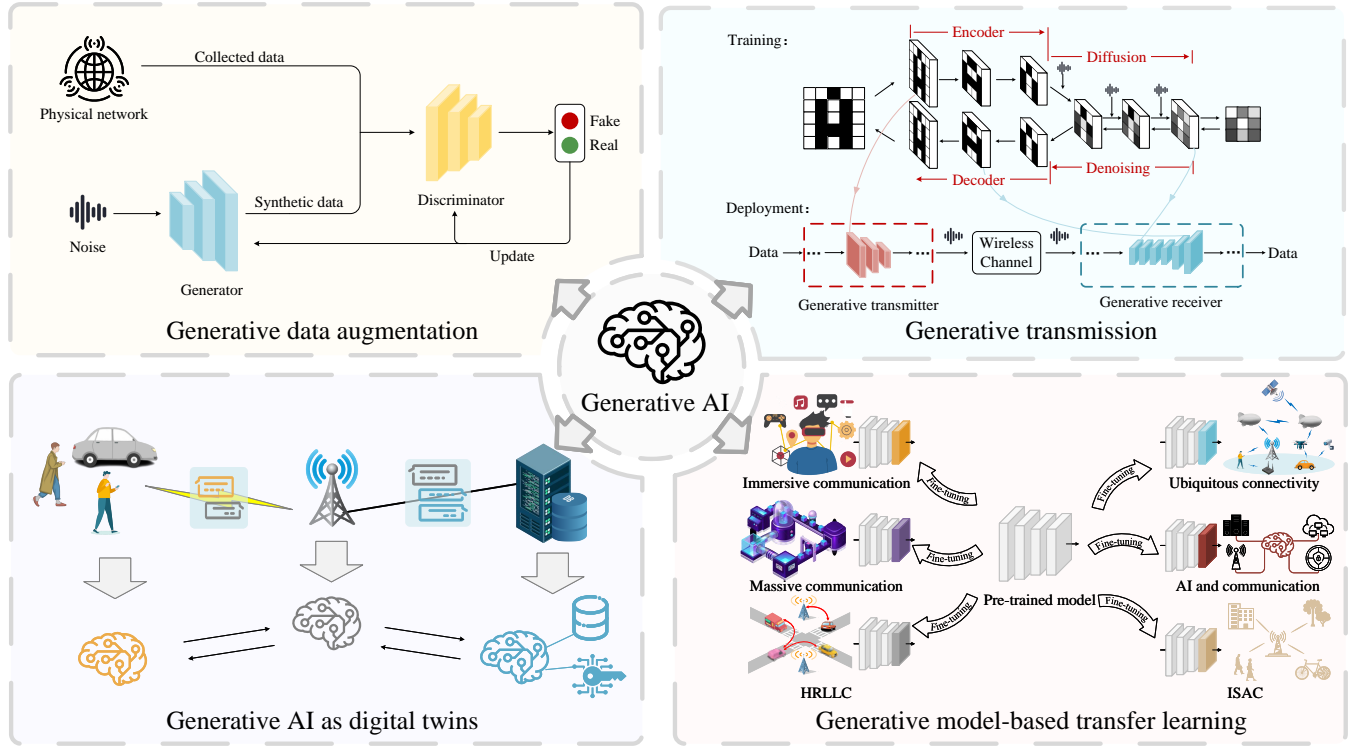 Collected data
Physical network
Fake
Real
Synthetic data
Discriminator
Noise
Update
Generator
Generative data augmentation
Training:
Encoder
Diffusion
Decoder
Denoising
Deployment:
Data
Wireless
Channel
Data
Generative transmitter
Generative receiver
Generative transmission
Generative AI
Generative AI as digital twins
Immersive communication
Fine-tuning
Fine-tuning
Ubiquitous connectivity
Fine-tuning
Fine-tuning
Massive communication
AI and communication
Pre-trained model
Fine-tuning
Fine-tuning
HRLLC
ISAC
Generative model-based transfer learning